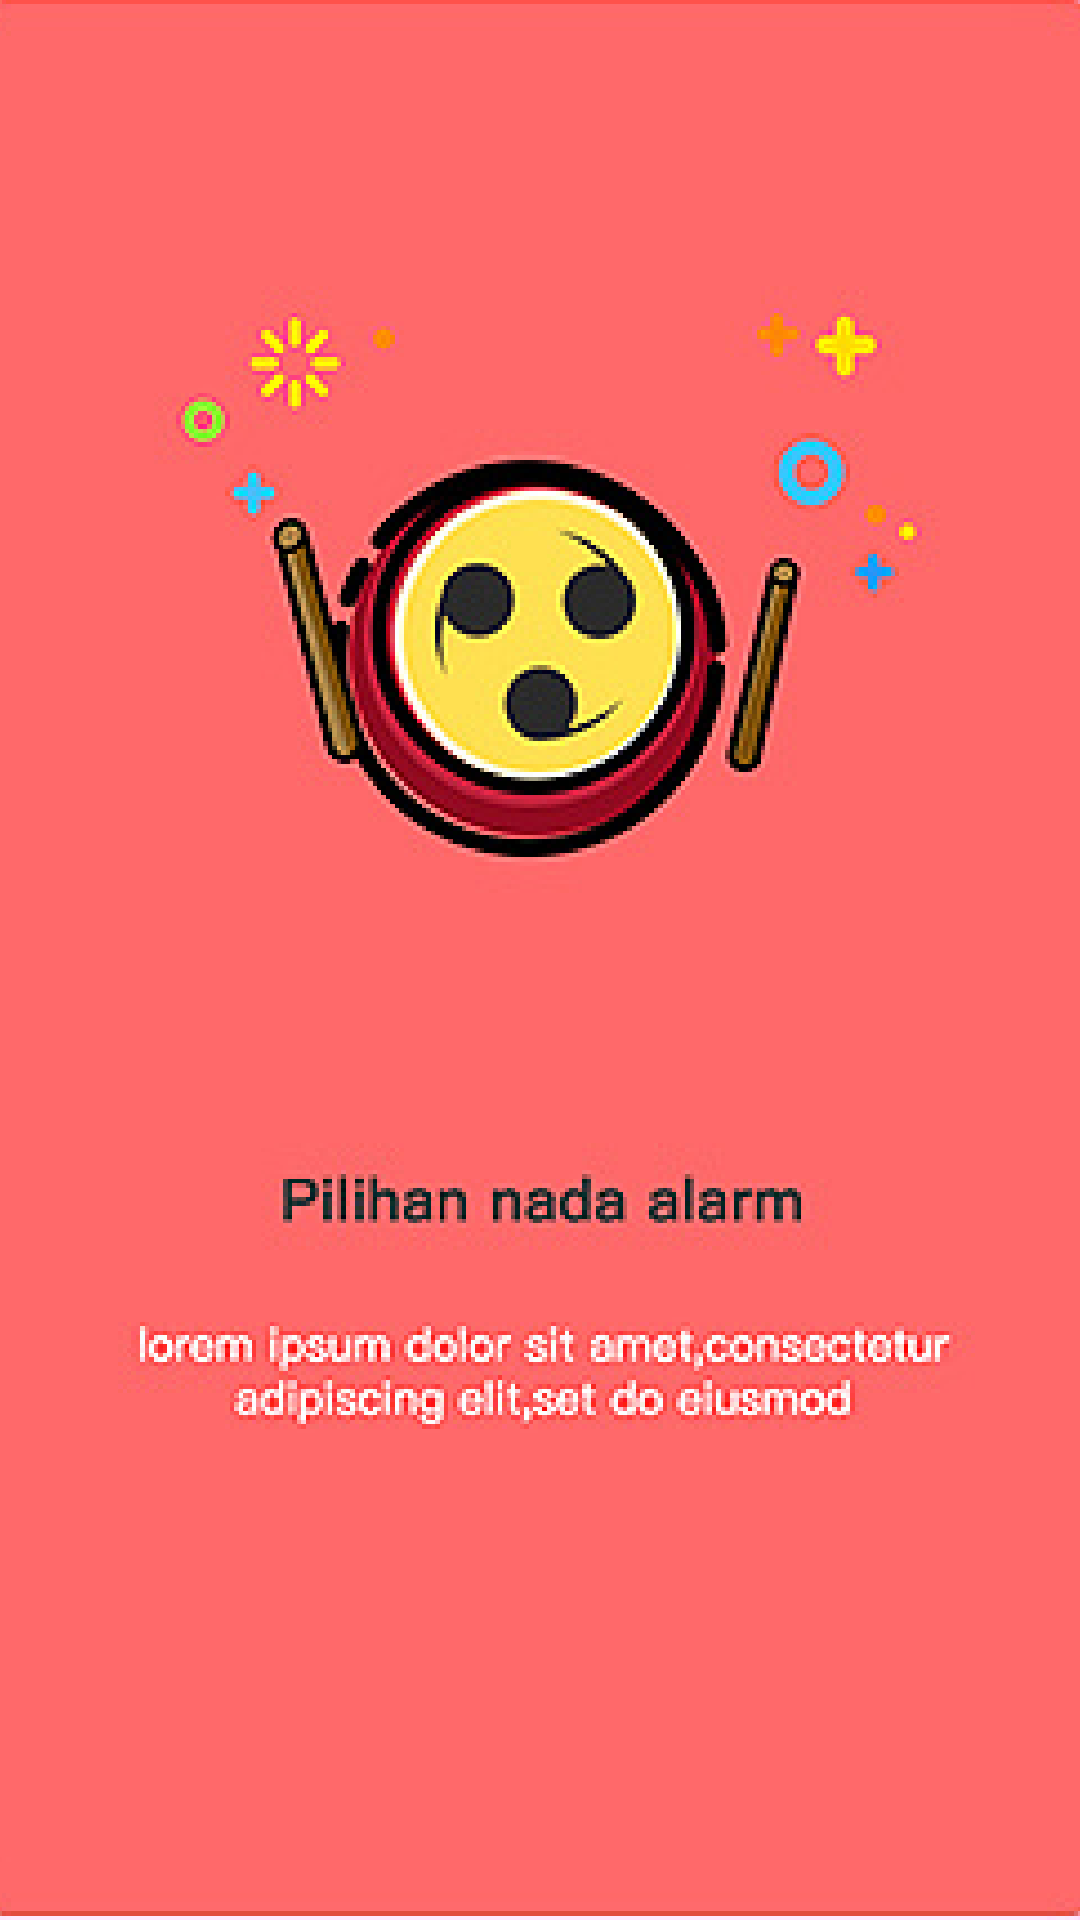 Pilihan nada alarm
lorem ipsum dolor sit amet,consectetur
adipiscing elit,set do eiusmod